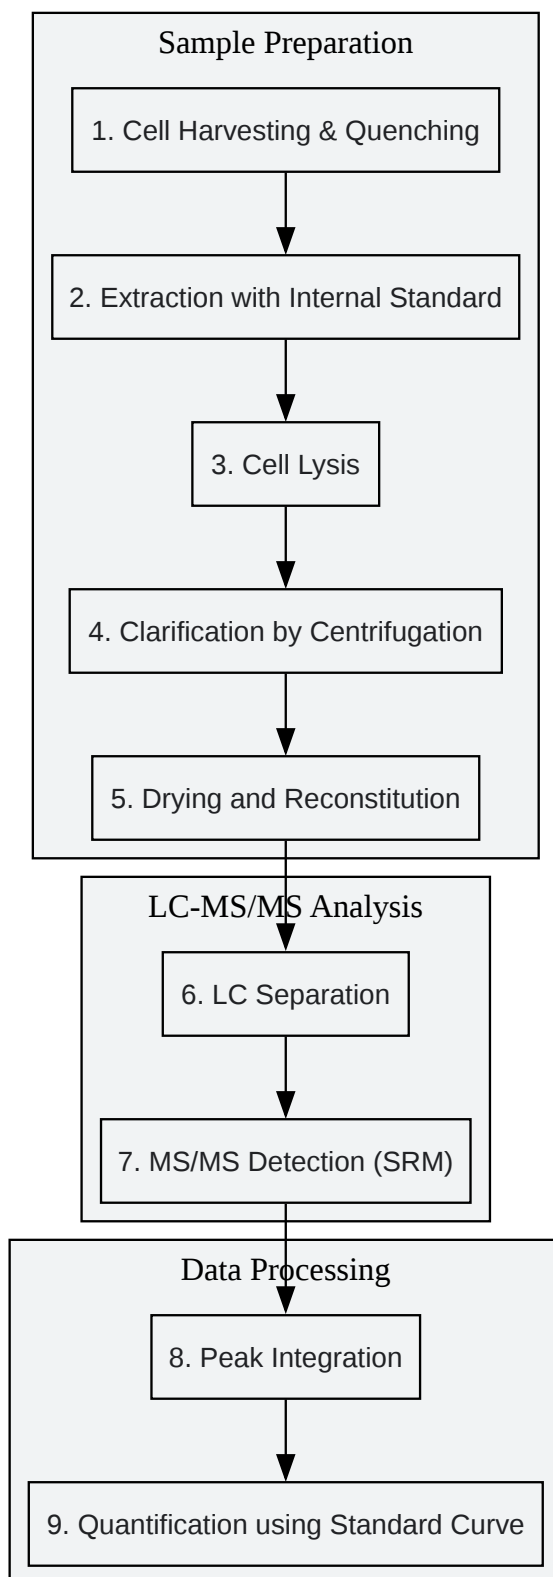 Sample Preparation
1. Cell Harvesting & Quenching
2. Extraction with Internal Standard
3. Cell Lysis
4. Clarification by Centrifugation
5. Drying and Reconstitution
LC-MS/MS Analysis
6. LC Separation
7. MS/MS Detection (SRM)
Data Processing
8. Peak Integration
9. Quantification using Standard Curve